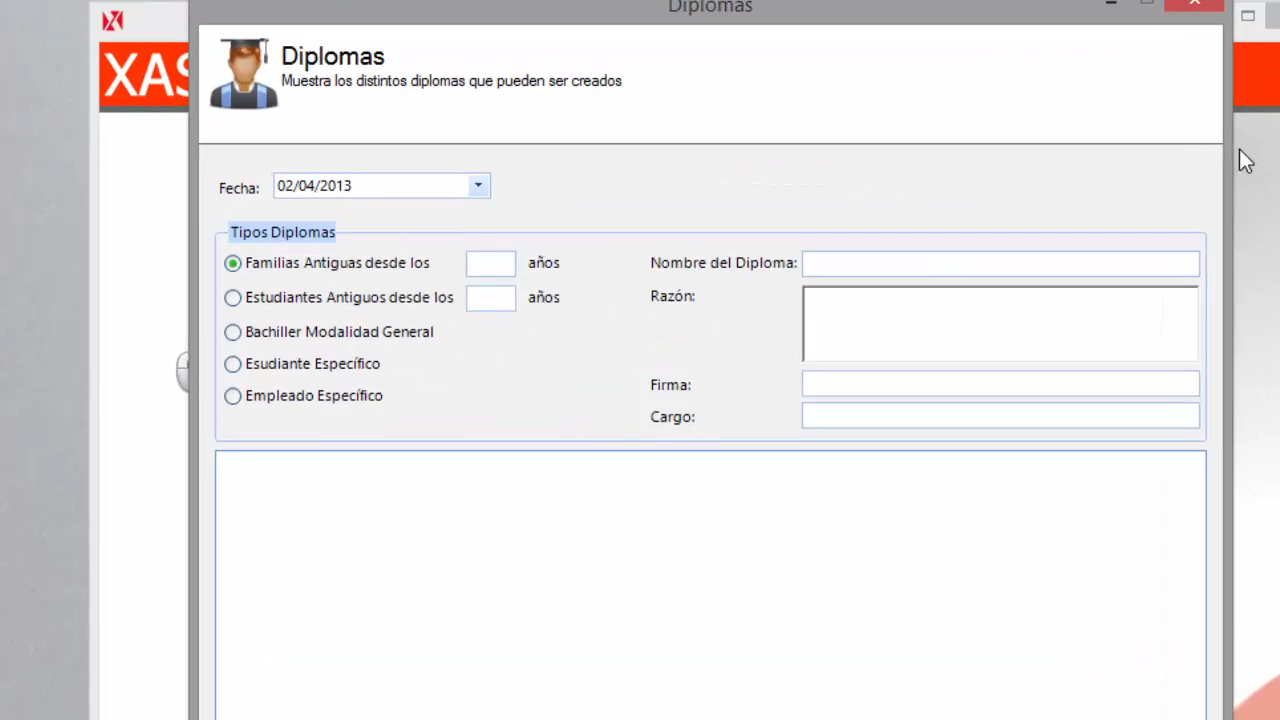 Diplomas
XAS
Diplomas
Muestra los distintos diplomas que pueden ser creados
Fecha: 02/04/2013
Tipos Diplomas
Familias Antiguas desde los años
Estudiantes Antiguos desde los años
Bachiller Modalidad General
Esudiante Específico
Empleado Específico
Nombre del Diploma:
Razón:
Firma:
Cargo: